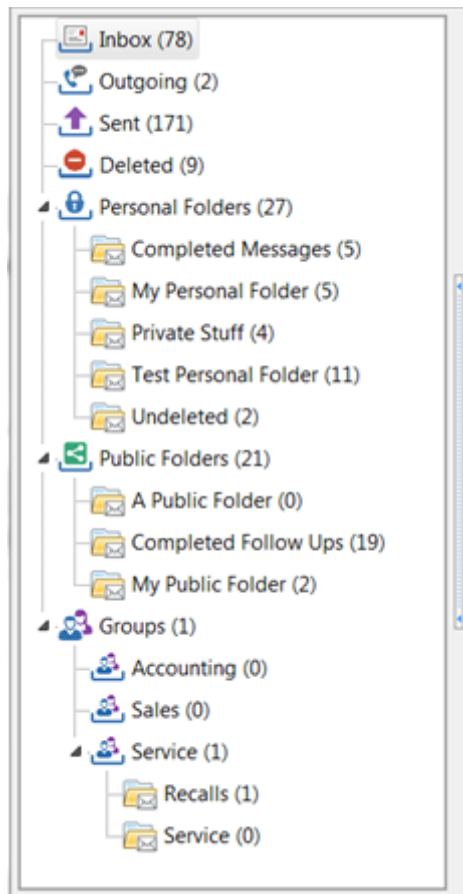 Inbox (78)
Outgoing (2)
Sent (171)
Deleted (9)
Personal Folders (27)
Completed Messages (5)
My Personal Folder (5)
Private Stuff (4)
Test Personal Folder (11)
Undeleted (2)
Public Folders (21)
A Public Folder (0)
Completed Follow Ups (19)
My Public Folder (2)
Groups (1)
Accounting (0)
Sales (0)
Service (1)
Recalls (1)
Service (0)